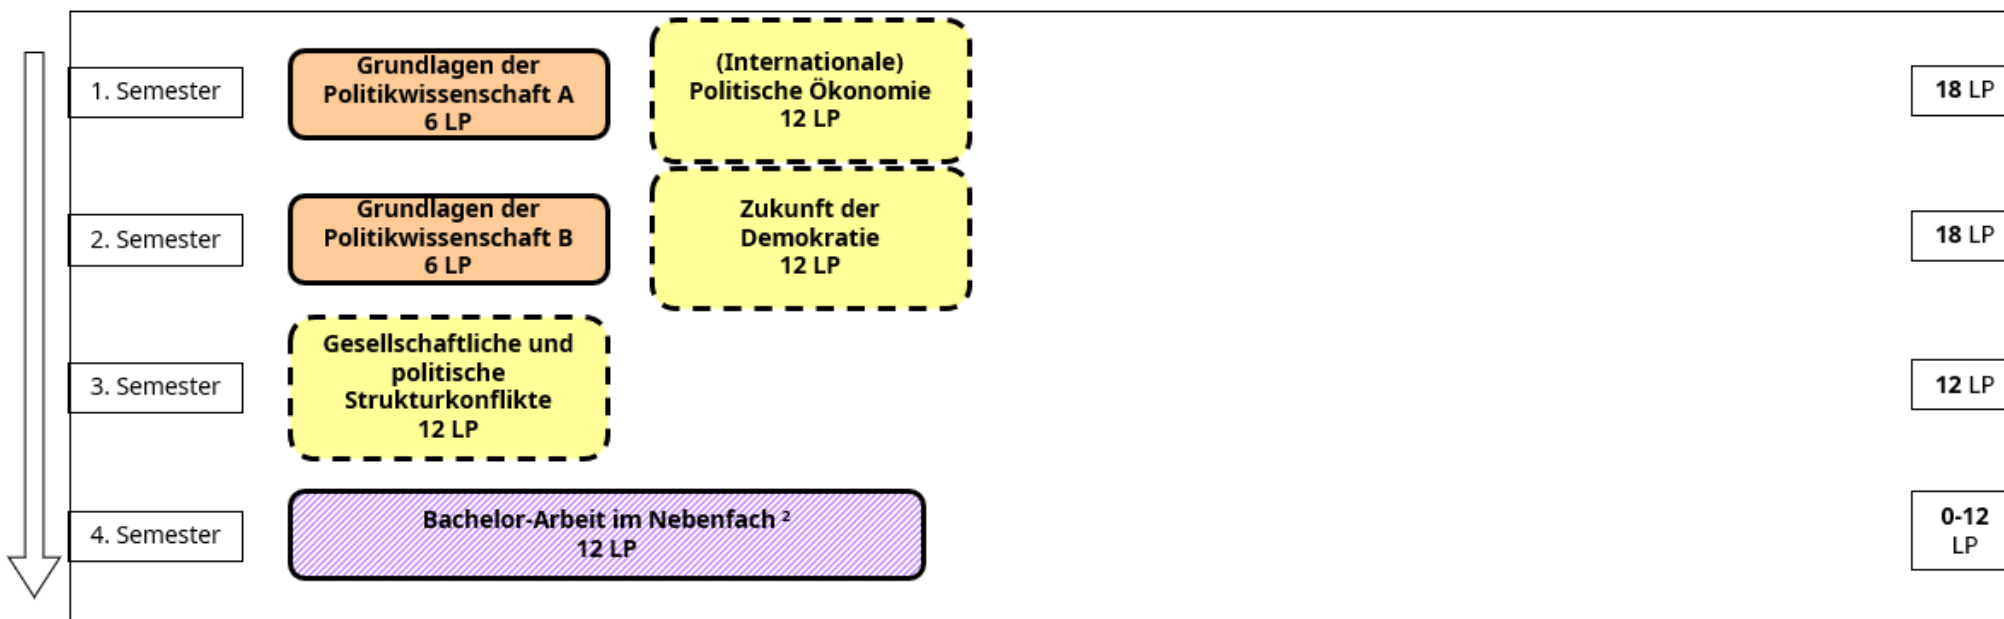 1. Semester
Grundlagen der
Politikwissenschaft A
6 LP
(Internationale)
Politische Ökonomie
12 LP
18 LP
2. Semester
Grundlagen der
Politikwissenschaft B
6 LP
Zukunft der
Demokratie
12 LP
18 LP
3. Semester
Gesellschaftliche und
politische
Strukturkonflikte
12 LP
12 LP
4. Semester
Bachelor-Arbeit im Nebenfach ²
12 LP
0-12
LP